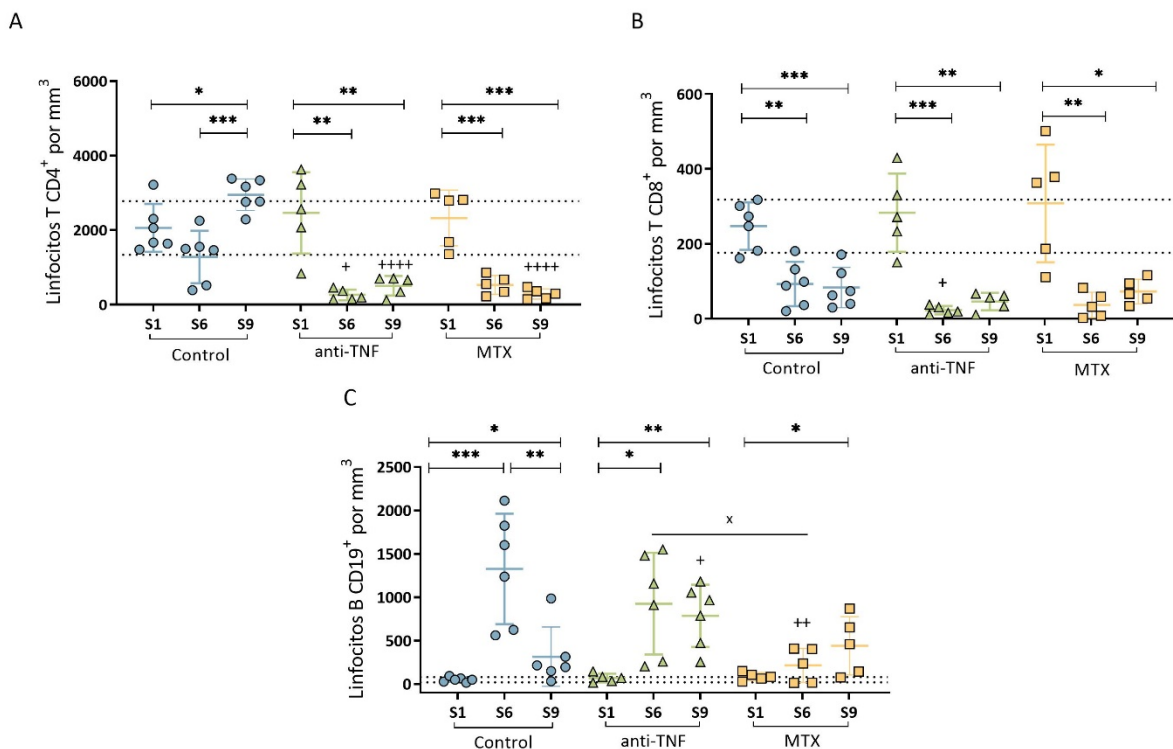 A
Linfocitos T CD4+ por mm3
6000
4000
2000
0
* ** ***
*** ** ***
+ ++++ ++++
S1 S6 S9 S1 S6 S9 S1 S6 S9
Control anti-TNF MTX
B
Linfocitos T CD8+ por mm3
600
400
200
0
*** ** *
** *** **
+
S1 S6 S9 S1 S6 S9 S1 S6 S9
Control anti-TNF MTX
C
Linfocitos B CD19+ por mm3
2500
2000
1500
1000
500
0
* ** *
*** ** *
x
+ ++
S1 S6 S9 S1 S6 S9 S1 S6 S9
Control anti-TNF MTX